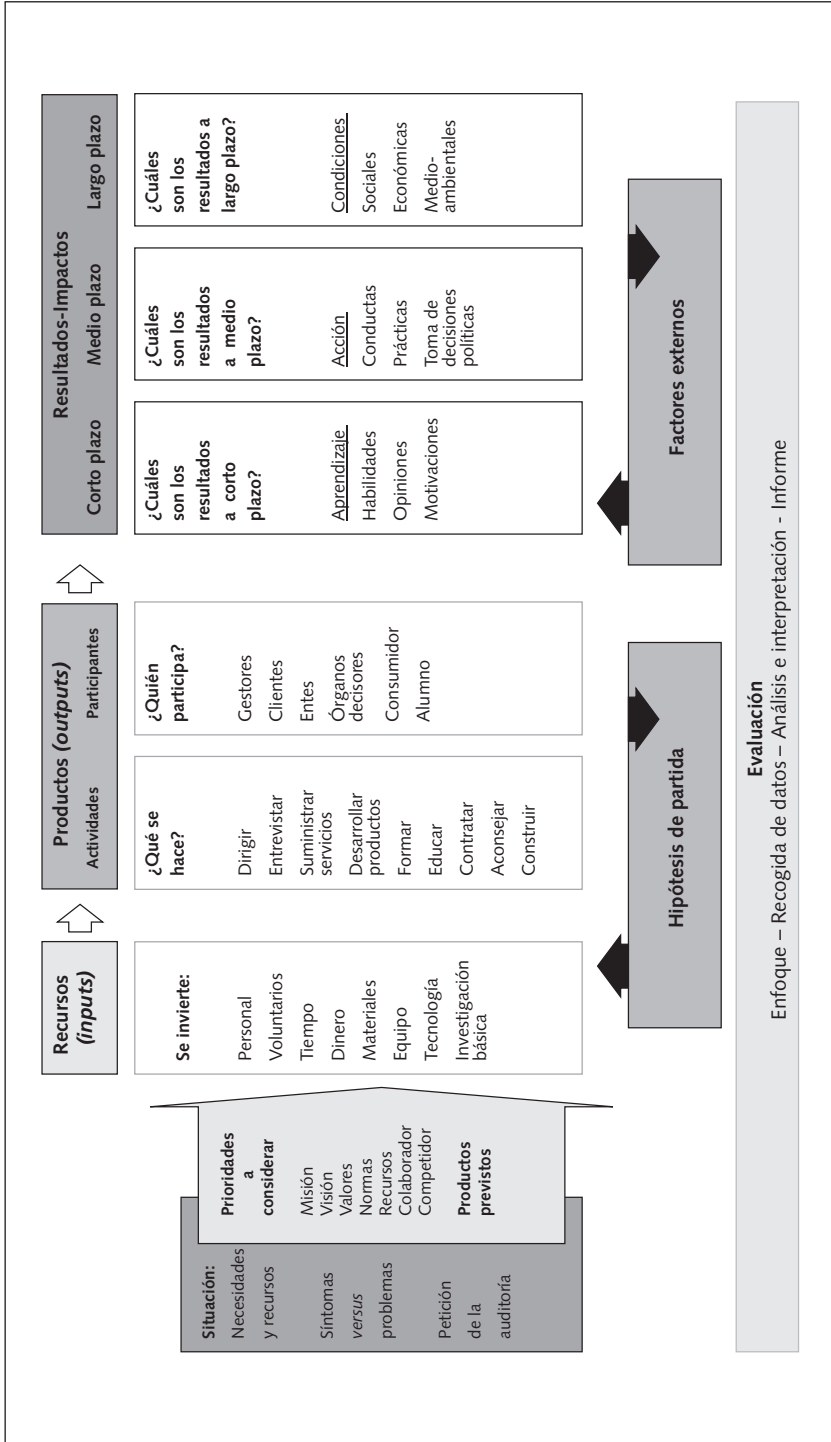 Situación:
Necesidades
y recursos
Síntomas
versus
problemas
Petición
de la
auditoría
Prioridades
a
considerar
Misión
Visión
Valores
Normas
Recursos
Colaborador
Competidor
Productos
previstos
Recursos
(inputs)
Se invierte:
Personal
Voluntarios
Tiempo
Dinero
Materiales
Equipo
Tecnología
Investigación
básica
Productos (outputs)
Actividades Participantes
¿Qué se
hace?
Dirigir
Entrevistar
Suministrar
servicios
Desarrollar
productos
Formar
Educar
Contratar
Aconsejar
Construir
¿Quién
participa?
Gestores
Clientes
Entes
Órganos
decisores
Consumidor
Alumno
Resultados-Impactos
Corto plazo Medio plazo Largo plazo
¿Cuáles
son los
resultados
a corto
plazo?
Aprendizaje
Habilidades
Opiniones
Motivaciones
¿Cuáles
son los
resultados
a medio
plazo?
Acción
Conductas
Prácticas
Toma de
decisiones
políticas
¿Cuáles
son los
resultados a
largo plazo?
Condiciones
Sociales
Económicas
Medio-
ambientales
Hipótesis de partida
Factores externos
Evaluación
Enfoque – Recogida de datos – Análisis e interpretación - Informe